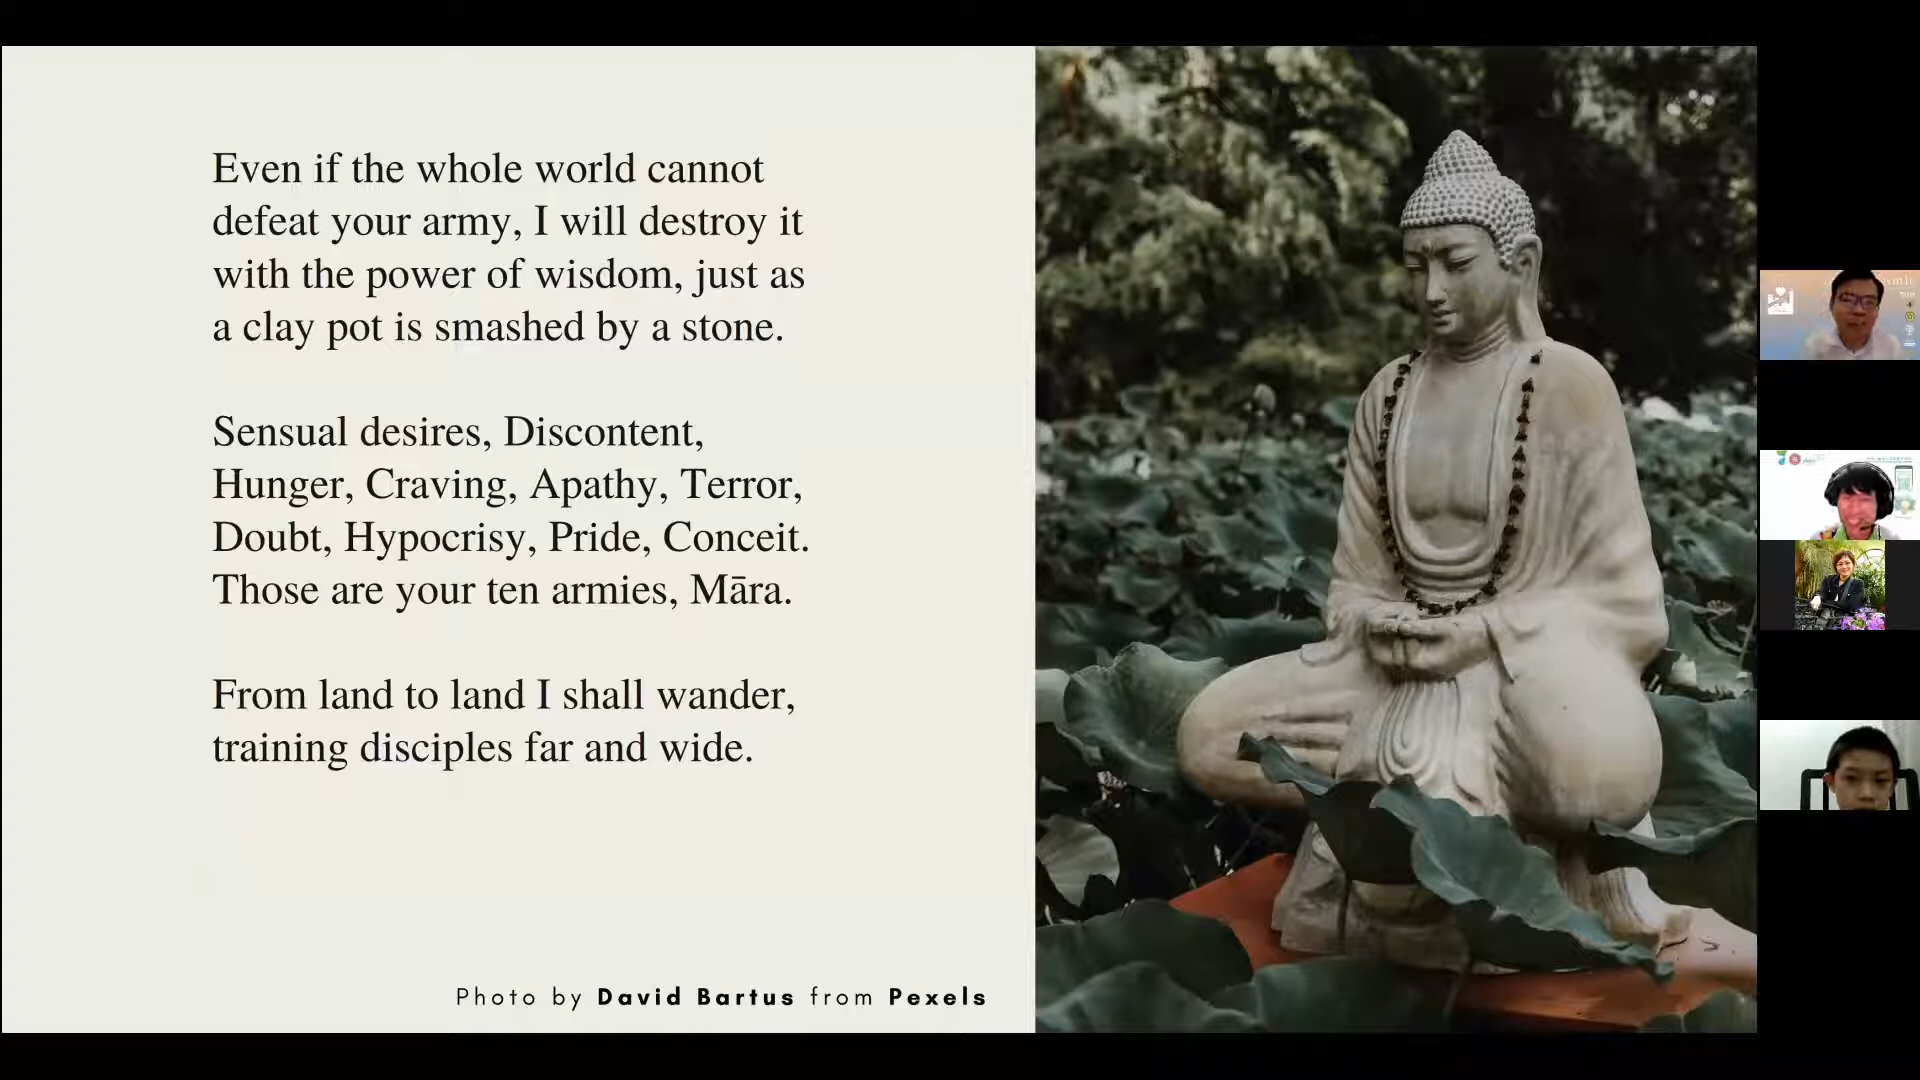 Even if the whole world cannot
defeat your army, I will destroy it
with the power of wisdom, just as
a clay pot is smashed by a stone.
Sensual desires, Discontent,
Hunger, Craving, Apathy, Terror,
Doubt, Hypocrisy, Pride, Conceit.
Those are your ten armies, Māra.
From land to land I shall wander,
training disciples far and wide.
Photo by David Bartus from Pexels